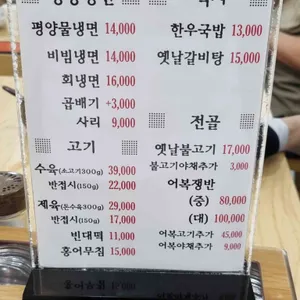 평양물냉면 14,000
비빔냉면 14,000
회냉면 16,000
곱배기 +3,000
사리 9,000
고기
수육(소고기300g) 39,000
반접시(150g) 22,000
제육(돈수육300g) 29,000
반접시(150g) 17,000
빈대떡 11,000
홍어무침 15,000
한우국밥 13,000
옛날갈비탕 15,000
전골
옛날불고기 17,000
불고기야채추가 3,000
어복쟁반
(중) 80,000
(대) 100,000
어복고기추가 45,000
어복야채추가 9,000